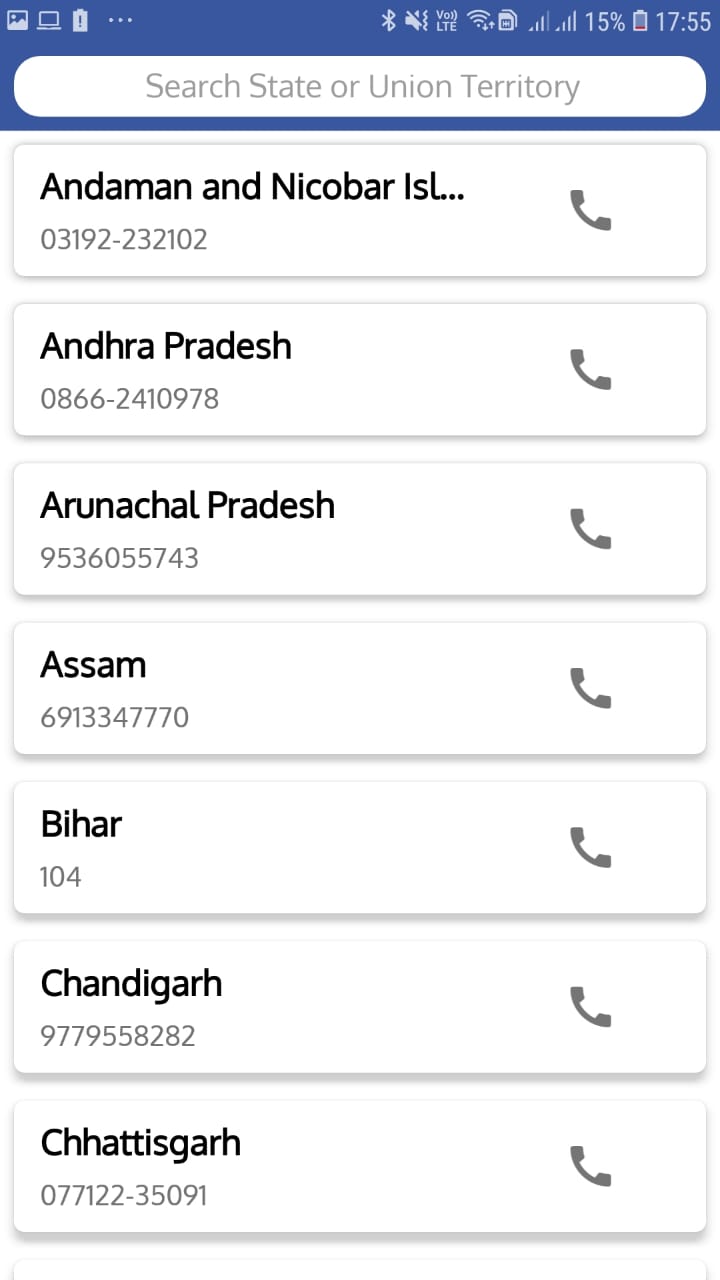 Vo)) LTE 15% 17:55
Search State or Union Territory
Andaman and Nicobar Isl...
03192-232102
Andhra Pradesh
0866-2410978
Arunachal Pradesh
9536055743
Assam
6913347770
Bihar
104
Chandigarh
9779558282
Chhattisgarh
077122-35091